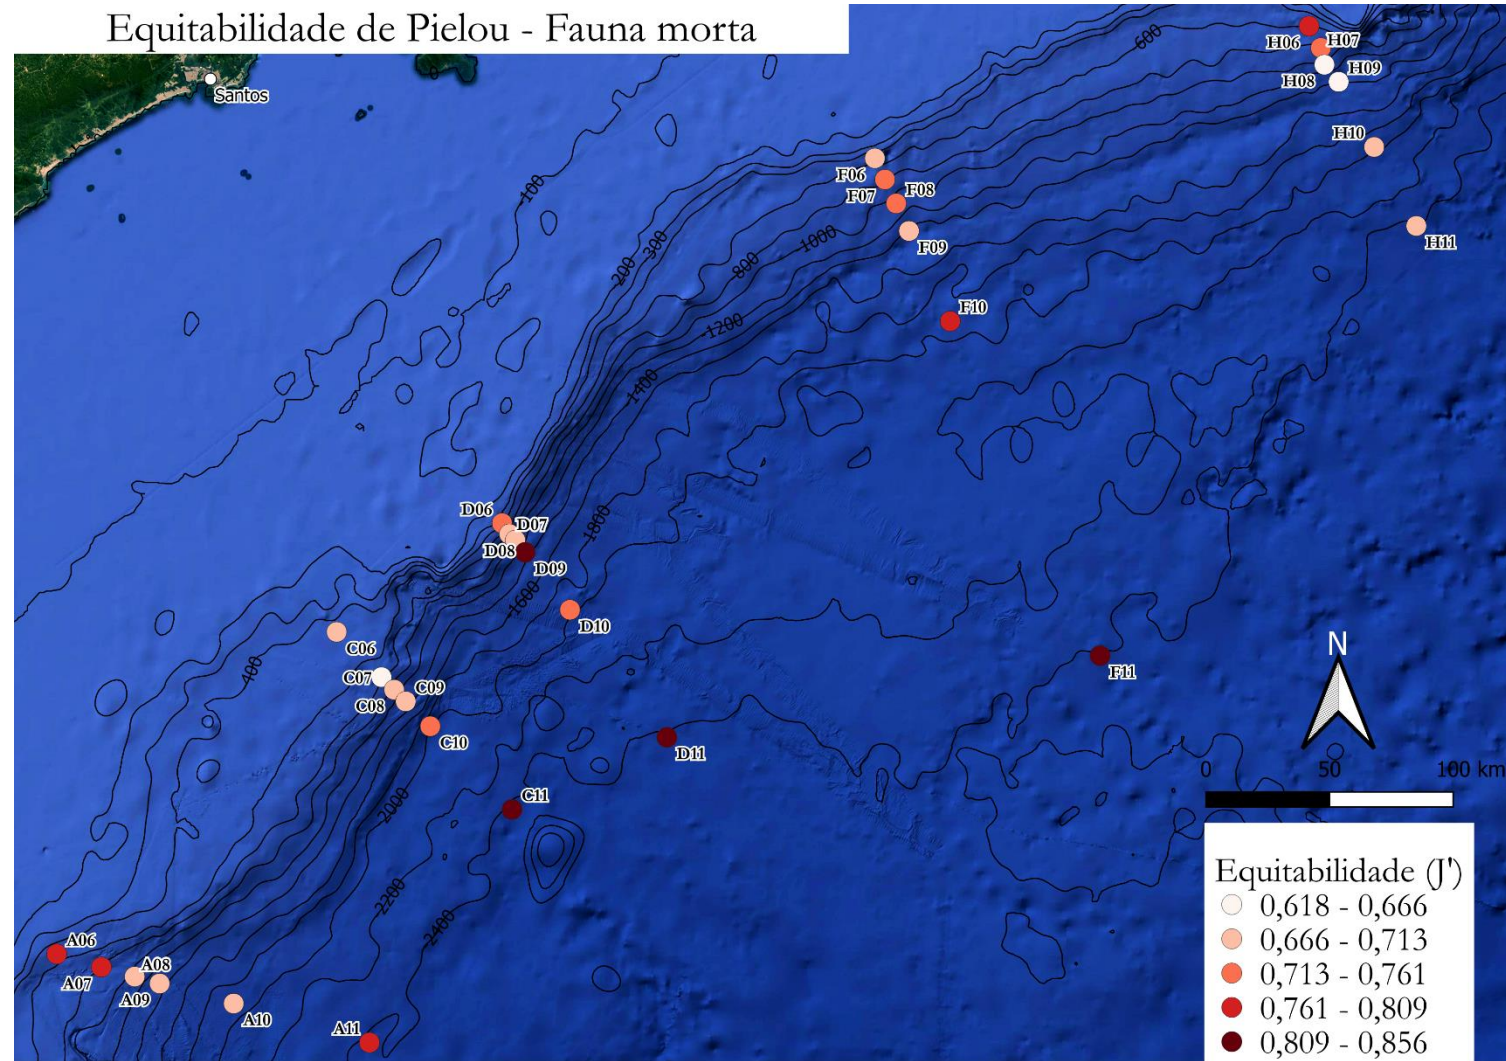 Equitabilidade de Pielou - Fauna morta
Santos
0
-100
200
300
600
800
1000
-1200
-1400
-1600
1800
-2000
2200
2400
400
H06
H07
H08
H09
H10
H11
F06
F07
F08
F09
F10
F11
D06
D07
D08
D09
D10
D11
C06
C07
C08
C09
C10
C11
A06
A07
A08
A09
A10
A11
N
0 50 100 km
Equitabilidade (J')
0,618 - 0,666
0,666 - 0,713
0,713 - 0,761
0,761 - 0,809
0,809 - 0,856